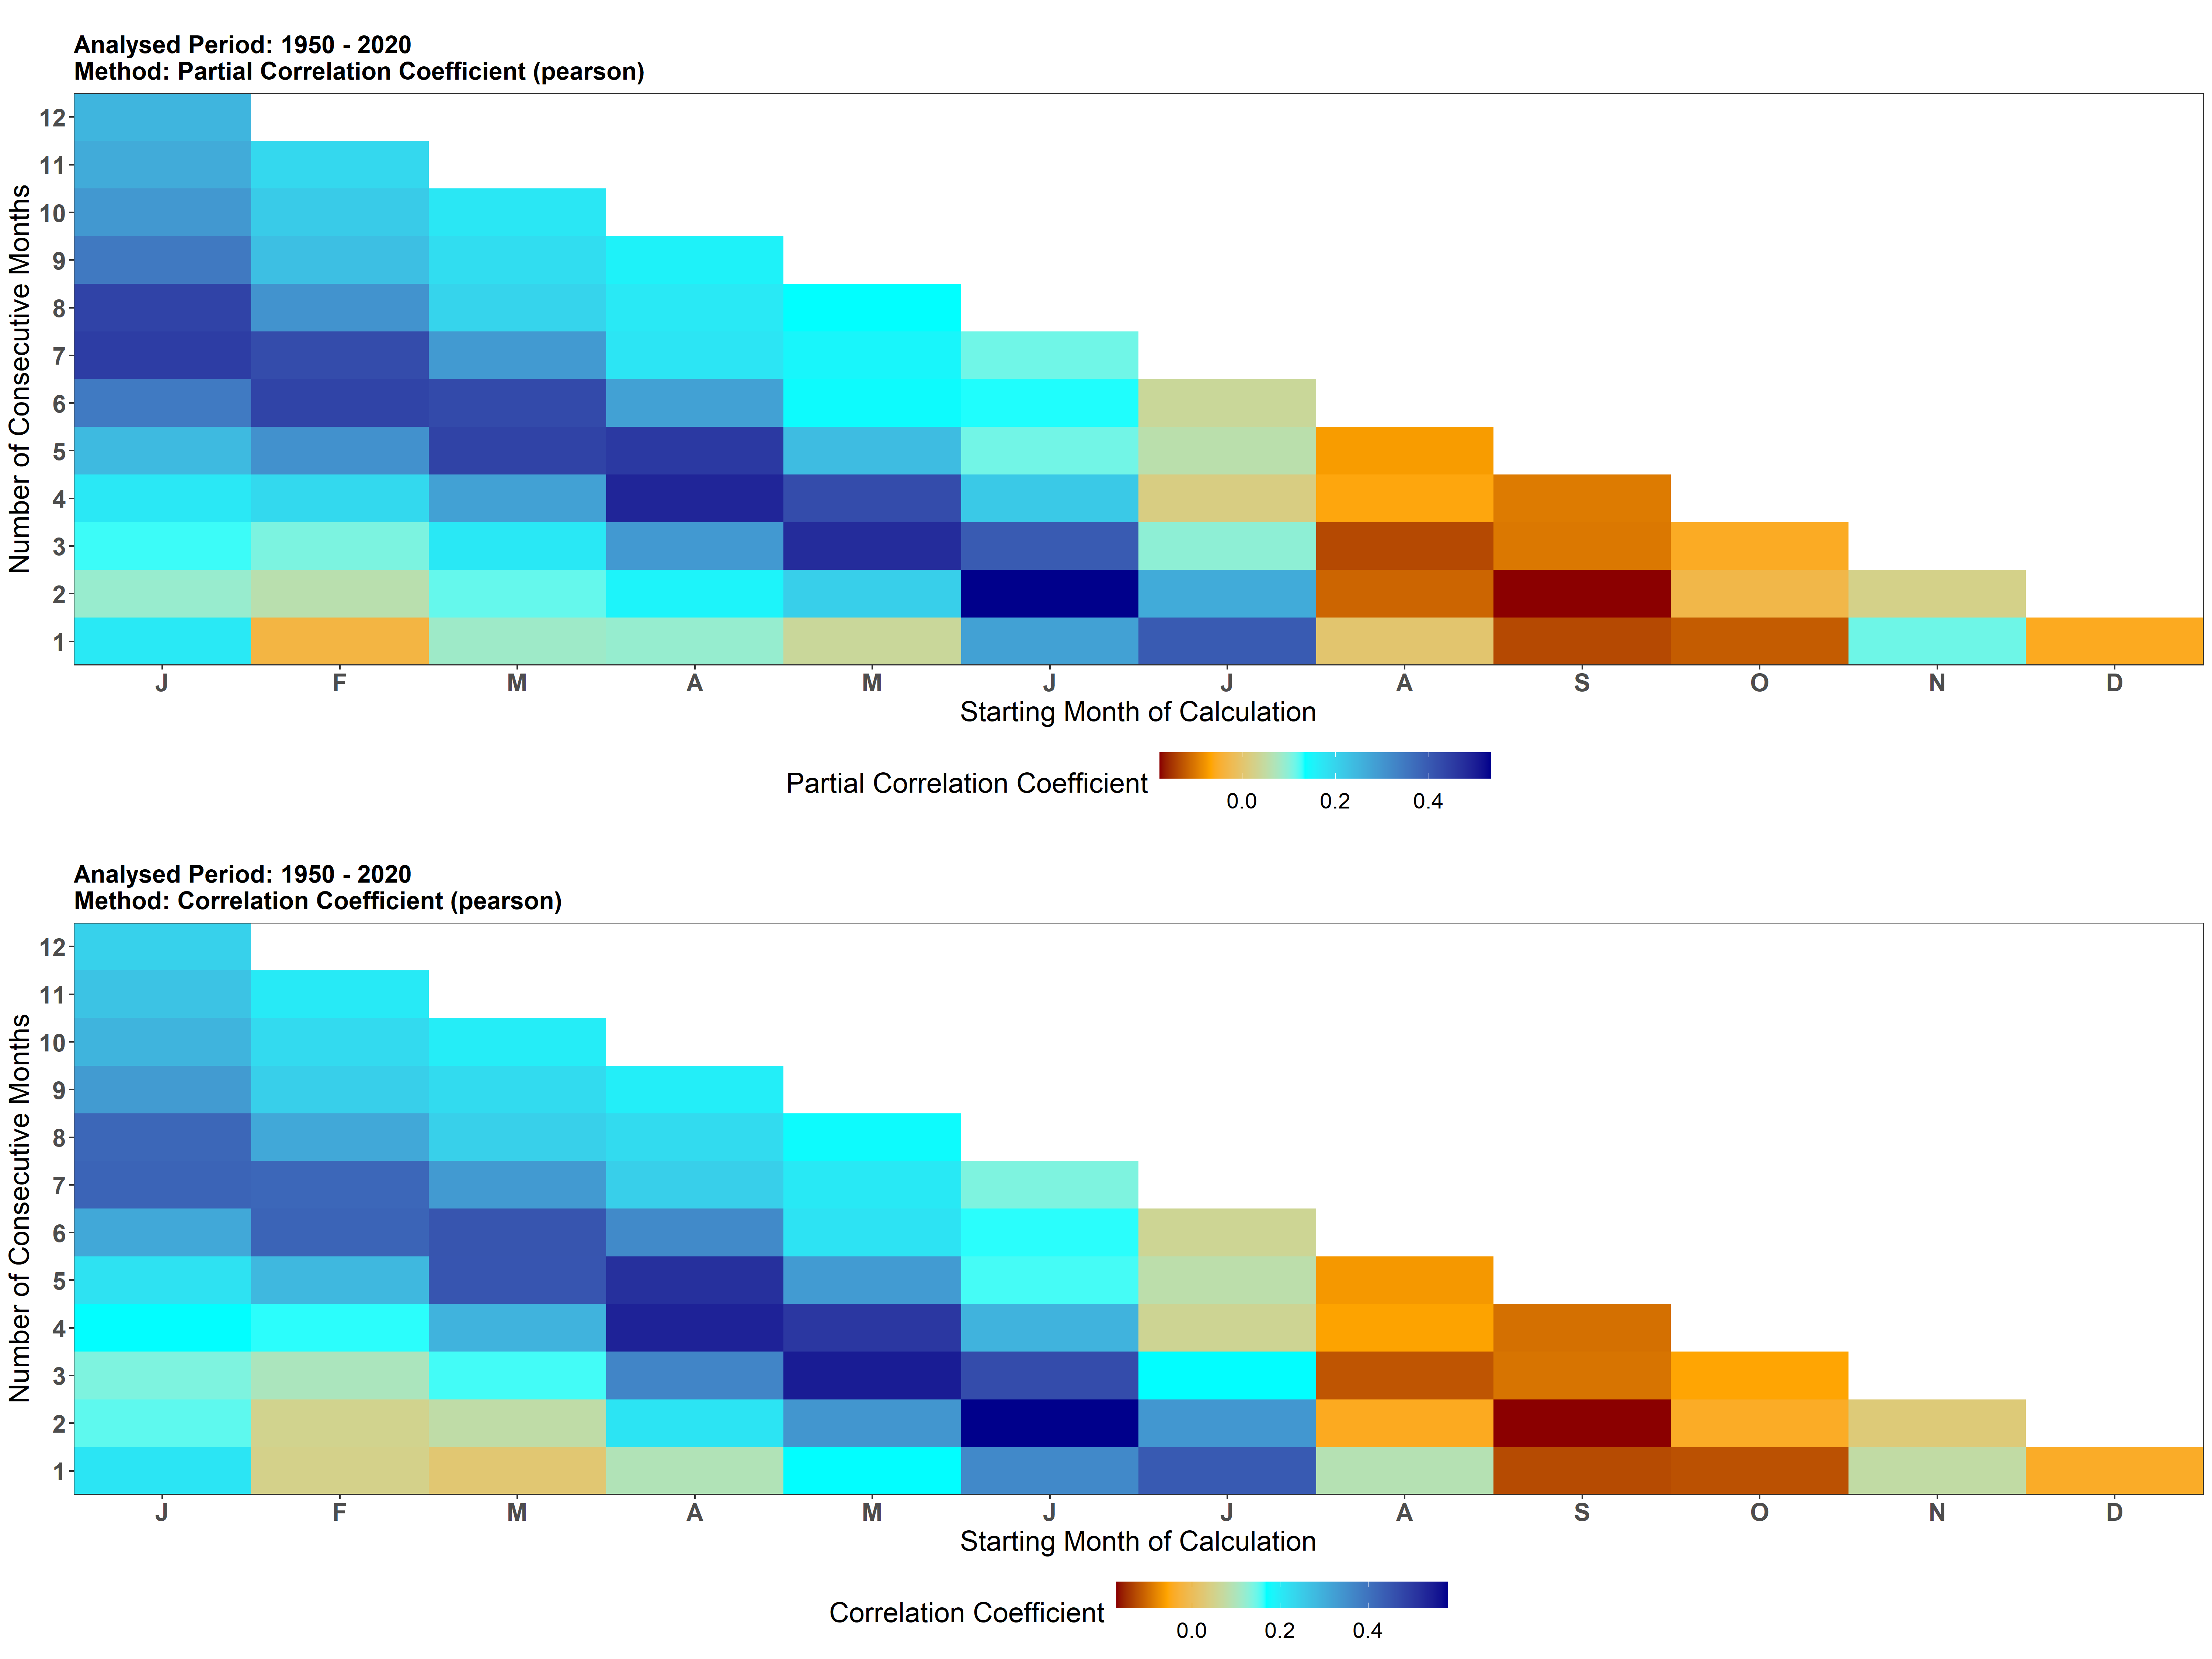 Analysed Period: 1950 - 2020
Method: Partial Correlation Coefficient (pearson)
Number of Consecutive Months
12
11
10
9
8
7
6
5
4
3
2
1
J F M A M J J A S O N D
Starting Month of Calculation
Partial Correlation Coefficient
0.0 0.2 0.4
Analysed Period: 1950 - 2020
Method: Correlation Coefficient (pearson)
Number of Consecutive Months
12
11
10
9
8
7
6
5
4
3
2
1
J F M A M J J A S O N D
Starting Month of Calculation
Correlation Coefficient
0.0 0.2 0.4